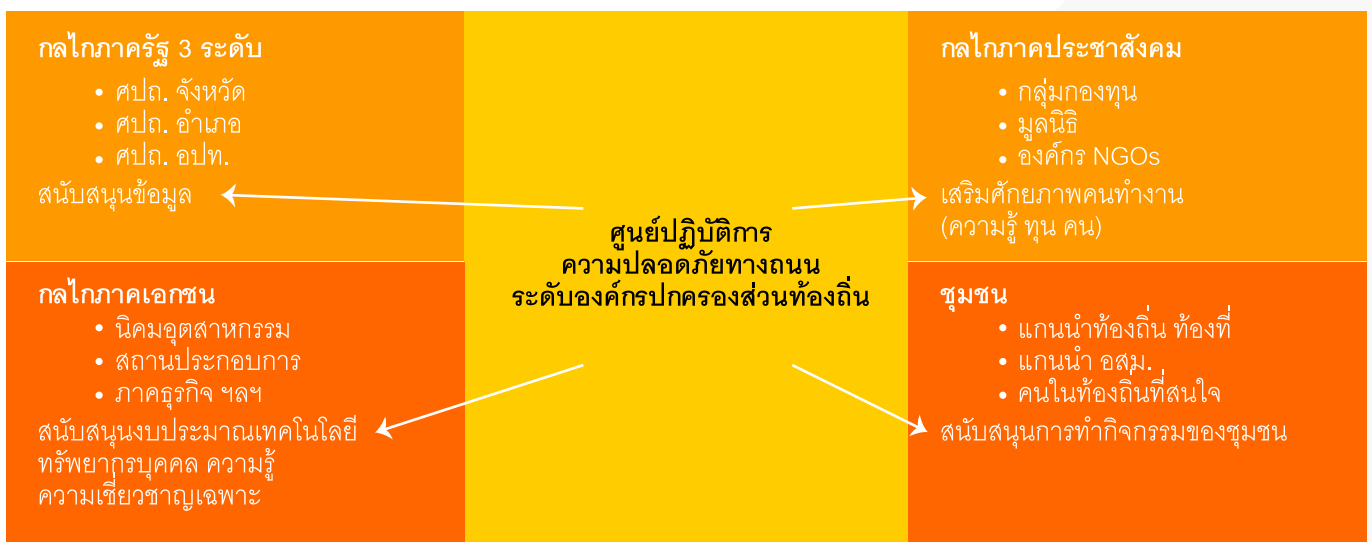 กลไกภาครัฐ 3 ระดับ
• ศปถ. จังหวัด
• ศปถ. อำเภอ
• ศปถ. อปท.
สนับสนุนข้อมูล
กลไกภาคประชาสังคม
• กลุ่มกองทุน
• มูลนิธิ
• องค์กร NGOs
เสริมศักยภาพคนทำงาน
(ความรู้ ทุน คน)
ศูนย์ปฏิบัติการ
ความปลอดภัยทางถนน
ระดับองค์กรปกครองส่วนท้องถิ่น
กลไกภาคเอกชน
• นิคมอุตสาหกรรม
• สถานประกอบการ
• ภาคธุรกิจ ฯลฯ
สนับสนุนงบประมาณเทคโนโลยี
ทรัพยากรบุคคล ความรู้
ความเชี่ยวชาญเฉพาะ
ชุมชน
• แกนนำท้องถิ่น ท้องที่
• แกนนำ อสม.
• คนในท้องถิ่นที่สนใจ
สนับสนุนการทำกิจกรรมของชุมชน